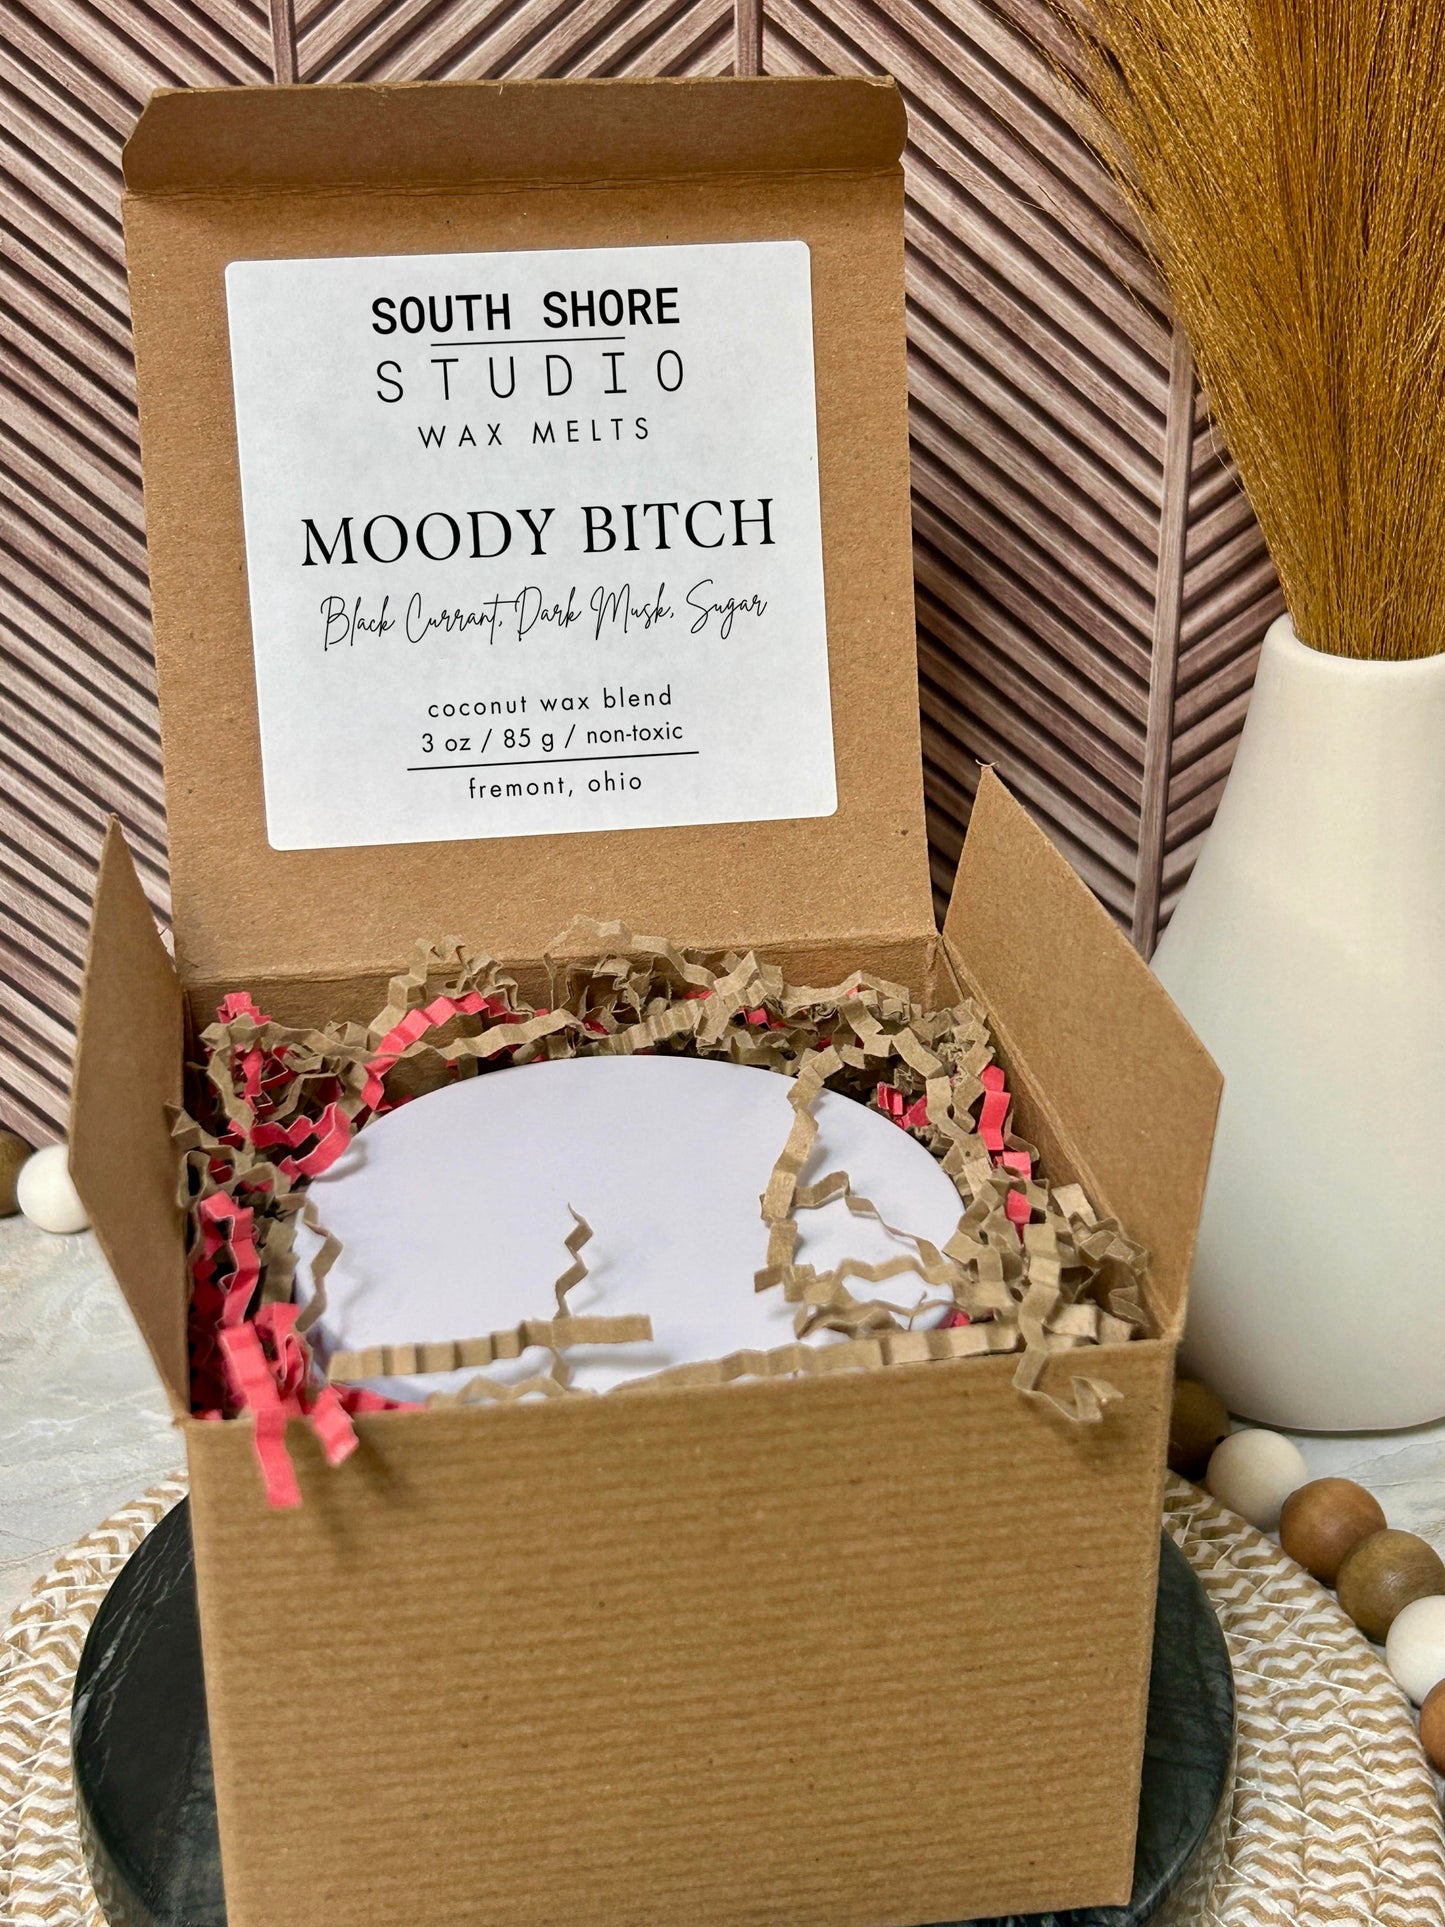 SOUTH SHORE
STUDIO
WAX MELTS
MOODY BITCH
Black Currant, Dark Musk, Sugar
coconut wax blend
3 oz / 85 g / non-toxic
fremont, ohio